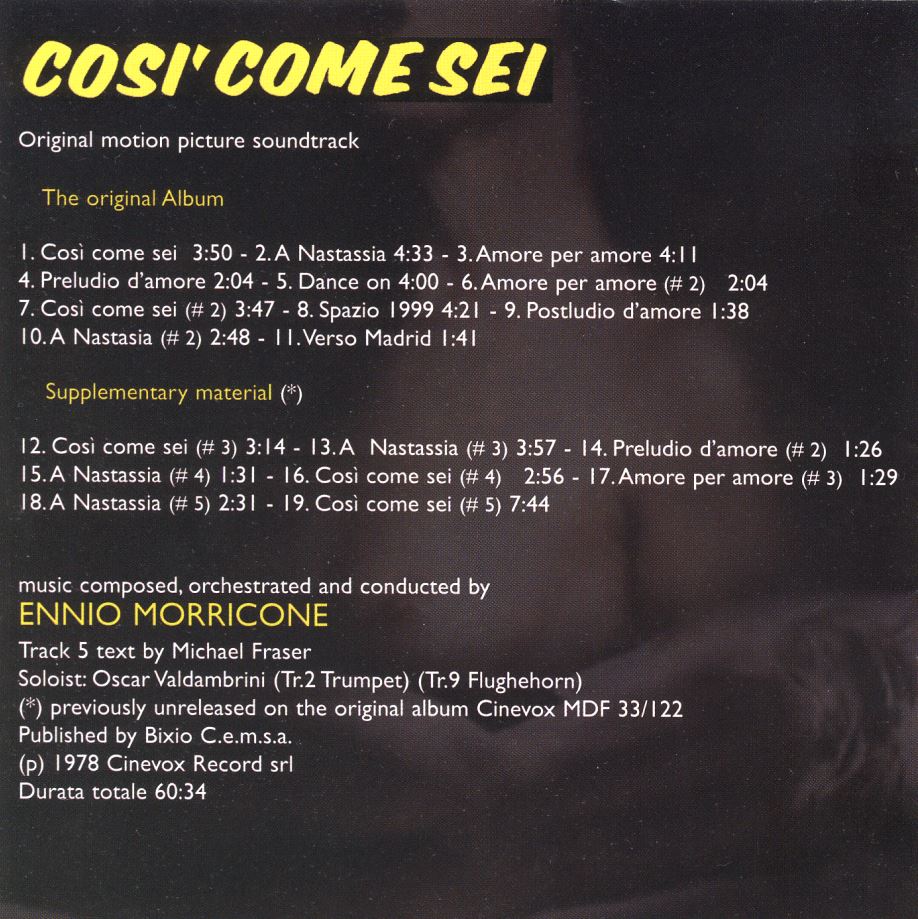 COSI' COME SEI
Original motion picture soundtrack
The original Album
1. Così come sei 3:50 - 2. A Nastassia 4:33 - 3. Amore per amore 4:11
4. Preludio d'amore 2:04 - 5. Dance on 4:00 - 6. Amore per amore (# 2) 2:04
7. Così come sei (# 2) 3:47 - 8. Spazio 1999 4:21 - 9. Postludio d'amore 1:38
10. A Nastasia (# 2) 2:48 - 11. Verso Madrid 1:41
Supplementary material (*)
12. Così come sei (# 3) 3:14 - 13. A Nastassia (# 3) 3:57 - 14. Preludio d'amore (# 2) 1:26
15. A Nastassia (# 4) 1:31 - 16. Così come sei (# 4) 2:56 - 17. Amore per amore (# 3) 1:29
18. A Nastassia (# 5) 2:31 - 19. Così come sei (# 5) 7:44
music composed, orchestrated and conducted by
ENNIO MORRICONE
Track 5 text by Michael Fraser
Soloist: Oscar Valdambrini (Tr.2 Trumpet) (Tr.9 Flughehorn)
(*) previously unreleased on the original album Cinevox MDF 33/122
Published by Bixio C.e.m.s.a.
(p) 1978 Cinevox Record srl
Durata totale 60:34